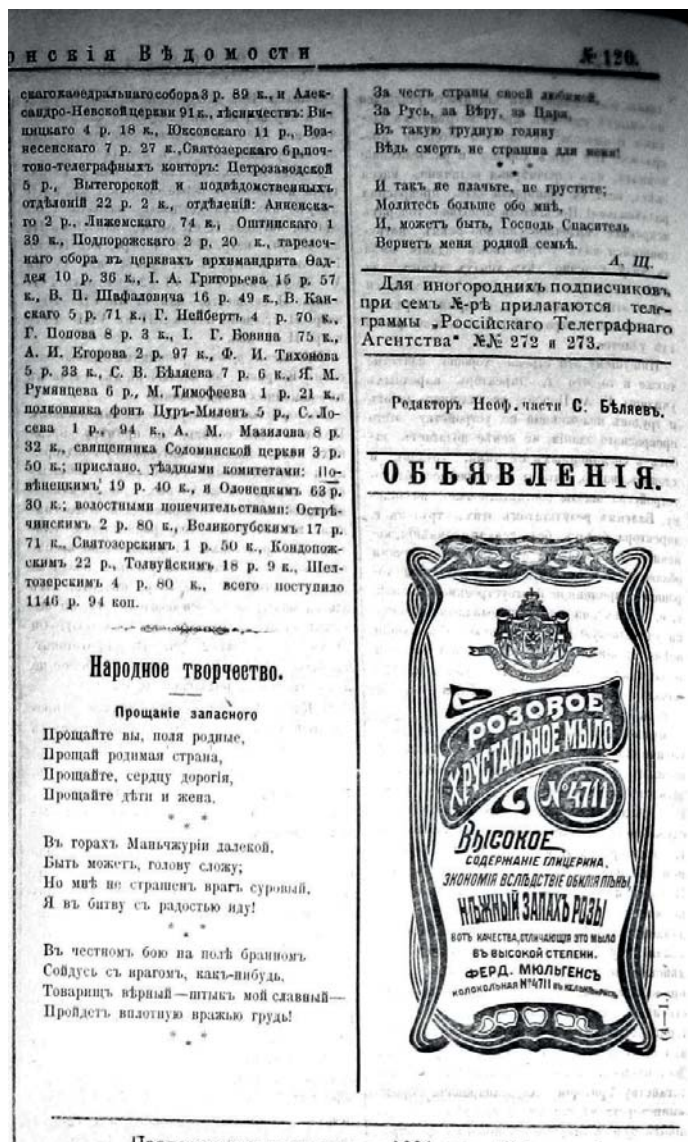 нскія Вѣдомости
№ 120.
скаго каѳедральнаго собора 3 р. 89 к., и Алек-
сандро-Невской церкви 91 к., лѣсничествъ: Ви-
ницкаго 4 р. 18 к., Юксовскаго 11 р., Воз-
несенскаго 7 р. 27 к., Святозерскаго 6 р, поч-
тово-телеграфныхъ конторъ: Петрозаводской
5 р., Вытегорской и подвѣдомственныхъ
отдѣленій 22 р. 2 к., отдѣленій: Анненска-
го 2 р., Лижемскаго 74 к., Оштинскаго 1
39 к., Подпорожскаго 2 р, 20 к., тарелоч-
наго сбора въ церквахъ архимандрита Ѳад-
дея 10 р. 36 к., І. А. Григорьева 15 р. 57
к., В. П. Шафаловича 16 р. 49 к., В. Кан-
скаго 5 р. 71 к., Г. Нейбертъ 4 р. 70 к.,
Г. Попова 8 р. 3 к., І. Г. Бовина 75 к.,
А. И. Егорова 2 р. 97 к., Ф. И. Тихонова
5 р. 33 к., С. В. Бѣляева 7 р. 6 к., Я. М.
Румянцева 6 р., М. Тимофеева 1 р. 21 к.,
полковника фонъ Цуръ-Миленъ 5 р., С. Ло-
сева 1 р., 94 к., А. М. Мазилова 8 р.
32 к., священника Соломинской церкви 3 р.
50 к.; прислано, уѣздными комитетами: По-
вѣнецкимъ 19 р. 40 к., и Олонецкимъ 63 р.
30 к.; волостными попечительствами: Острѣ-
чинскимъ 2 р. 80 к., Великогубскимъ 17 р.
71 к., Святозерскимъ 1 р. 50 к., Кондопож-
скимъ 22 р., Толвуйскимъ 18 р. 9 к., Шел-
тозерскимъ 4 р. 80 к., всего поступило
1146 р. 94 коп.
Народное творчество.
Прощаніе запасного
Прощайте вы, поля родныя,
Прощай родимая страна,
Прощайте, сердцу дорогія,
Прощайте дѣти и жена.
* * *
Въ горахъ Маньчжуріи далекой,
Быть можетъ, голову сложу;
Но мнѣ не страшенъ врагъ суровый,
Я въ битву съ радостью иду!
* * *
Въ честномъ бою на полѣ бранномъ
Сойдусь съ врагомъ, какъ-нибудь,
Товарищъ вѣрный—штыкъ мой славный—
Пройдетъ вплотную вражью грудь!
* * *
За честь страны своей любимой,
За Русь, за Вѣру, за Царя,
Въ такую трудную годину
Вѣдь смерть не страшна для меня!
* * *
И такъ не плачьте, не грустите;
Молитесь больше обо мнѣ,
И, можетъ быть, Господь Спаситель
Вернетъ меня родной семьѣ.
А. Щ.
Для иногороднихъ подписчиковъ
при семъ №-рѣ прилагаются теле-
граммы „Россійскаго Телеграфнаго
Агентства" №№ 272 и 273.
Редакторъ Неоф. части С. Бѣляевъ.
ОБЪЯВЛЕНІЯ.
РОЗОВОЕ
ХРУСТАЛЬНОЕ МЫЛО
№4711
ВЫСОКОЕ
СОДЕРЖАНІЕ ГЛИЦЕРИНА,
ЭКОНОМІЯ ВСЛѢДСТВІЕ ОБИЛІЯ ПѢНЫ,
НѢЖНЫЙ ЗАПАХЪ РОЗЫ
ВОТЪ КАЧЕСТВА, ОТЛИЧАЮЩІЯ ЭТО МЫЛО
ВЪ ВЫСОКОЙ СТЕПЕНИ.
ФЕРД. МЮЛЬГЕНСЪ
КОЛОКОЛЬНАЯ №4711 ВЪ КЕЛЬНѢ
(4—1.)